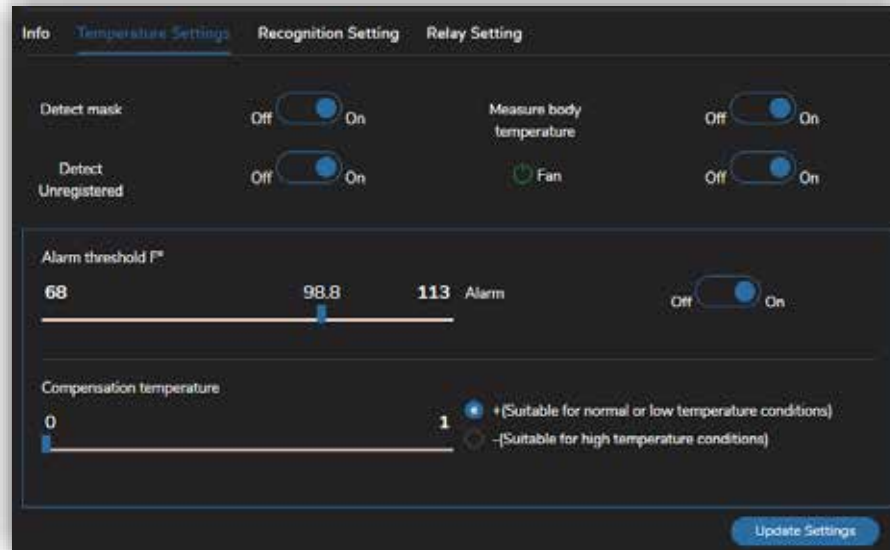 Info Temperature Settings Recognition Setting Relay Setting
Detect mask Off On Measure body temperature Off On
Detect Unregistered Off On Fan Off On
Alarm threshold F°
68 98.8 113 Alarm Off On
Compensation temperature
0 1 +(Suitable for normal or low temperature conditions)
-(Suitable for high temperature conditions)
Update Settings